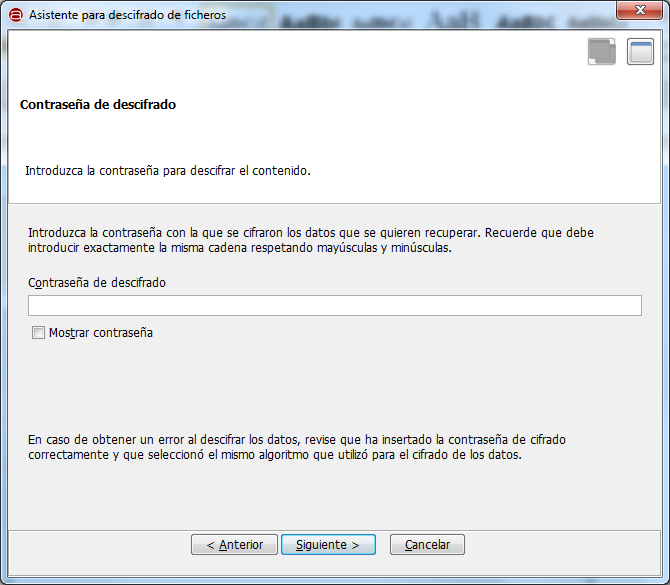 Asistente para descifrado de ficheros
Contraseña de descifrado
Introduzca la contraseña para descifrar el contenido.
Introduzca la contraseña con la que se cifraron los datos que se quieren recuperar. Recuerde que debe
introducir exactamente la misma cadena respetando mayúsculas y minúsculas.
Contraseña de descifrado
Mostrar contraseña
En caso de obtener un error al descifrar los datos, revise que ha insertado la contraseña de cifrado
correctamente y que seleccionó el mismo algoritmo que utilizó para el cifrado de los datos.
< Anterior Siguiente > Cancelar